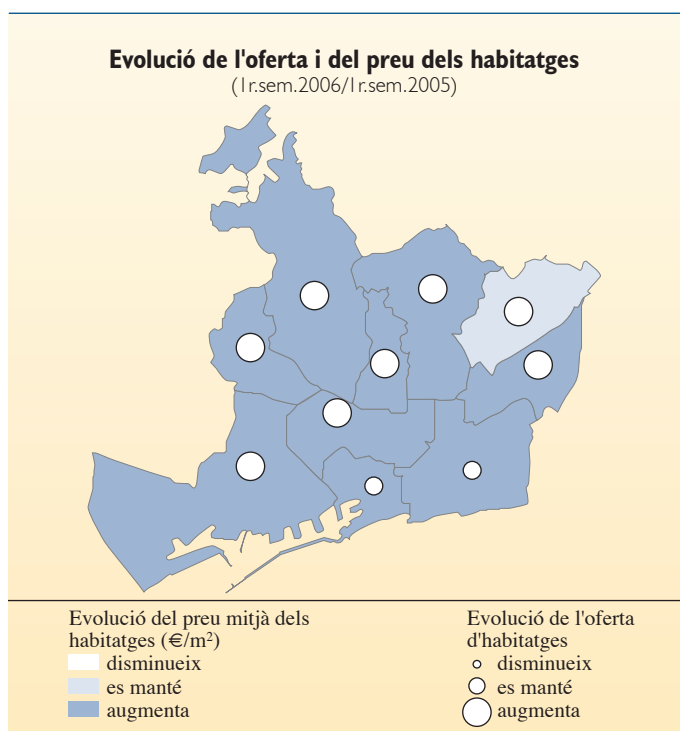 Evolució de l'oferta i del preu dels habitatges
(1r.sem.2006/1r.sem.2005)
Evolució del preu mitjà dels
habitatges (€/m²)
disminueix
es manté
augmenta
Evolució de l'oferta
d'habitatges
disminueix
es manté
augmenta